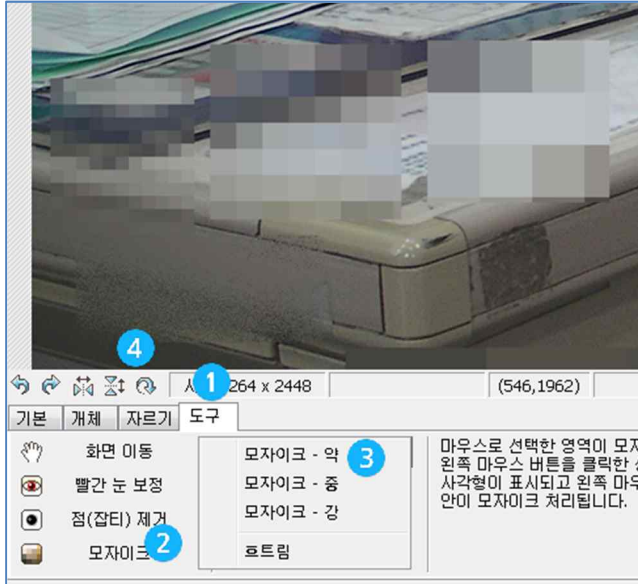 4
1
264 x 2448
(546,1962)
기본
개체
자르기
도구
화면 이동
빨간 눈 보정
점(잡티) 제거
모자이크
2
모자이크 - 약
3
모자이크 - 중
모자이크 - 강
흐트림
마우스로 선택한 영역이
왼쪽 마우스 버튼을 클릭한
사각형이 표시되고 왼쪽
안이 모자이크 처리됩니다.